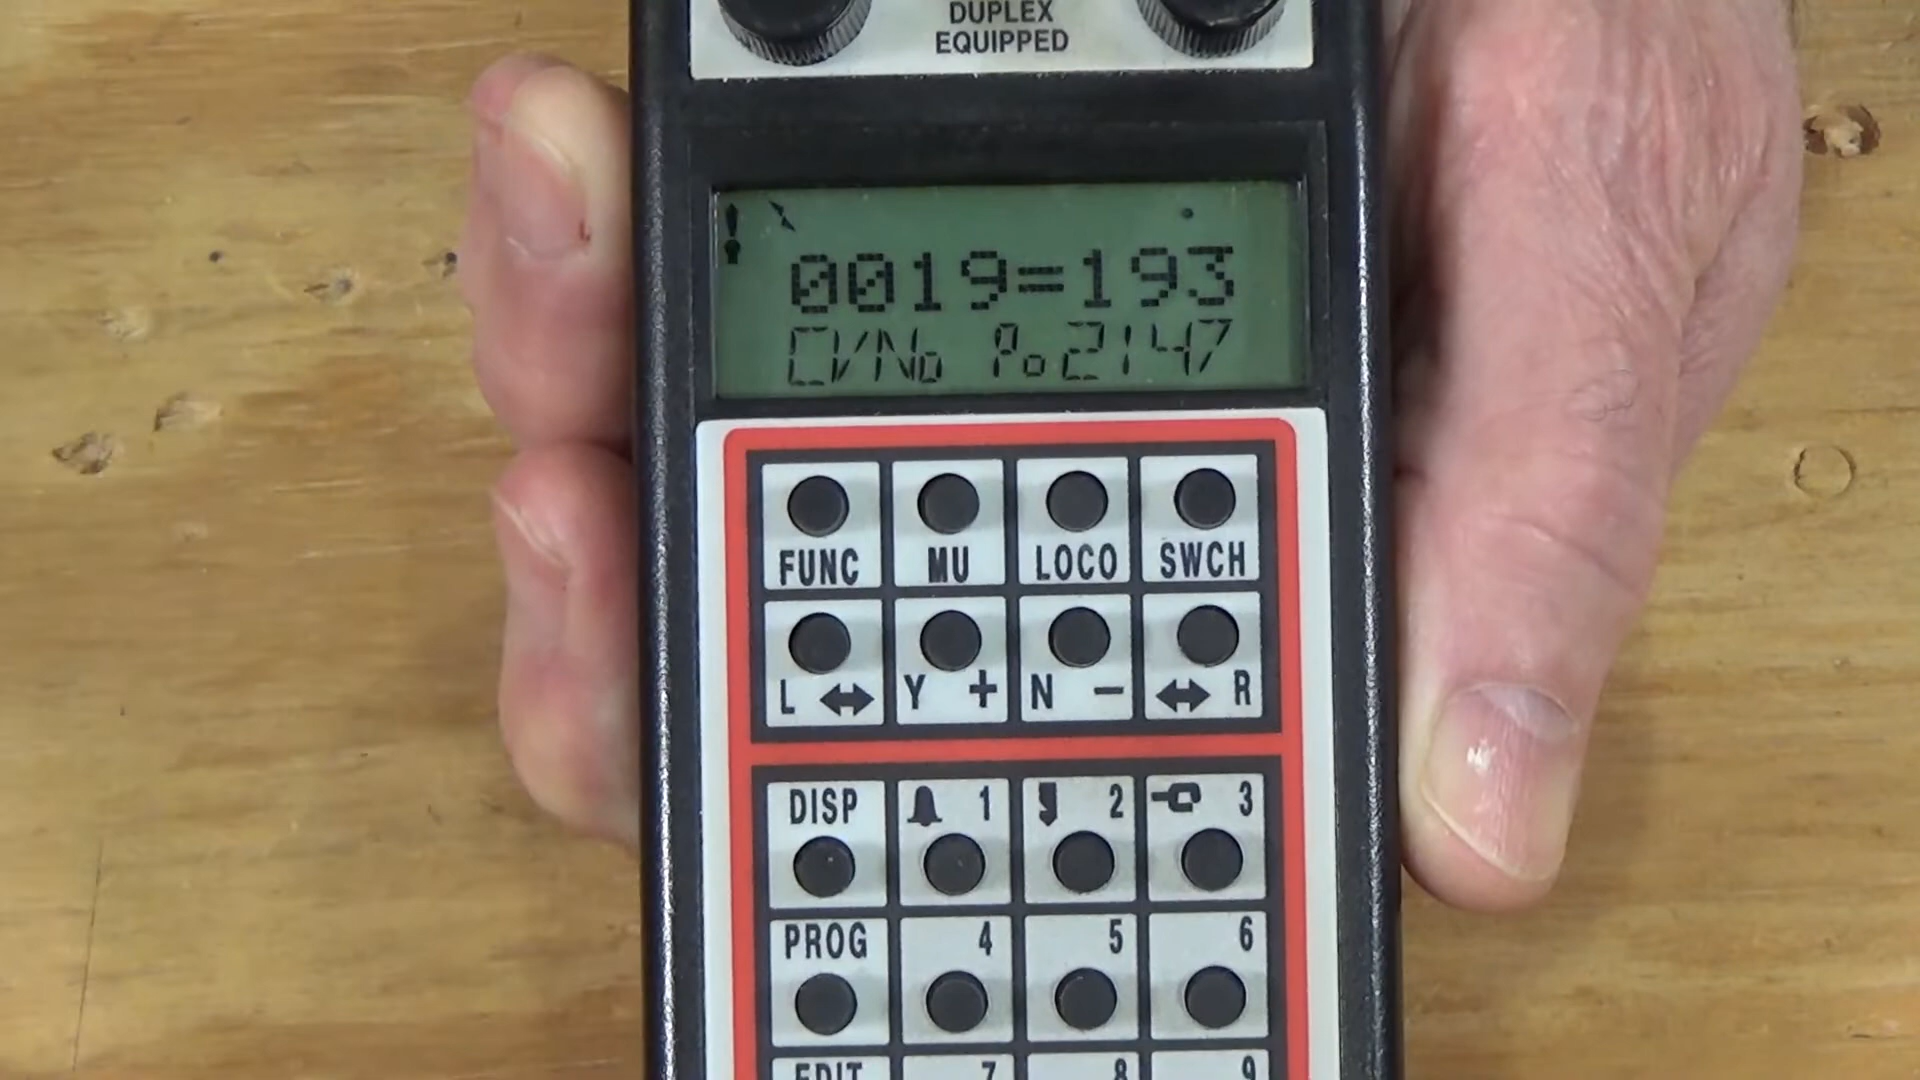 DUPLEX
EQUIPPED
0019=193
CVNo Po2147
FUNC MU LOCO SWCH
L Y + N - R
DISP 1 2 3
PROG 4 5 6
EDIT 7 8 9